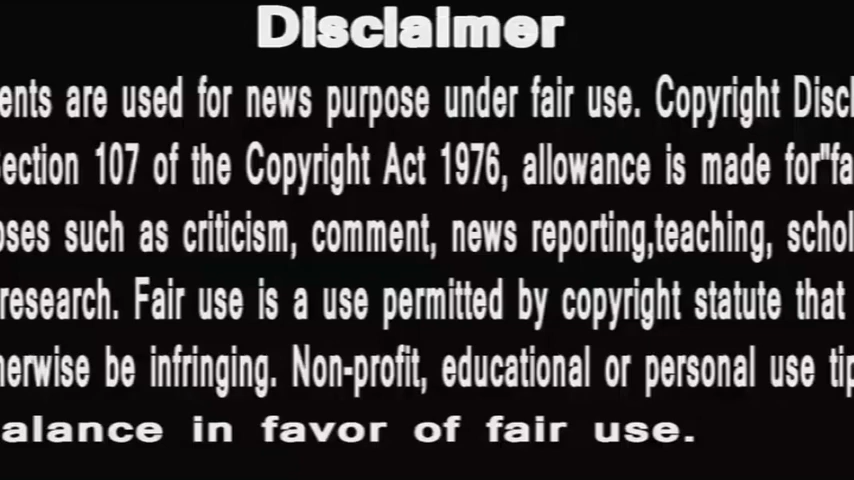 Disclaimer
ents are used for news purpose under fair use. Copyright Discl
Section 107 of the Copyright Act 1976, allowance is made for"fa
oses such as criticism, comment, news reporting,teaching, schol
research. Fair use is a use permitted by copyright statute that
herwise be infringing. Non-profit, educational or personal use tip
alance in favor of fair use.